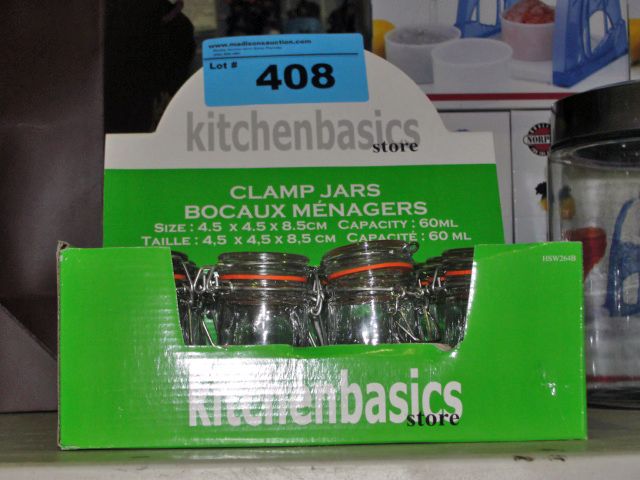 www.madisonsauction.com
Lot # 408
kitchenbasics
store
CLAMP JARS
BOCAUX MÉNAGERS
SIZE : 4.5 x 4.5 x 8.5CM CAPACITY : 60ML
TAILLE : 4,5 x 4,5 x 8,5 CM CAPACITÉ : 60 ML
HSW264B
kitchenbasics
store